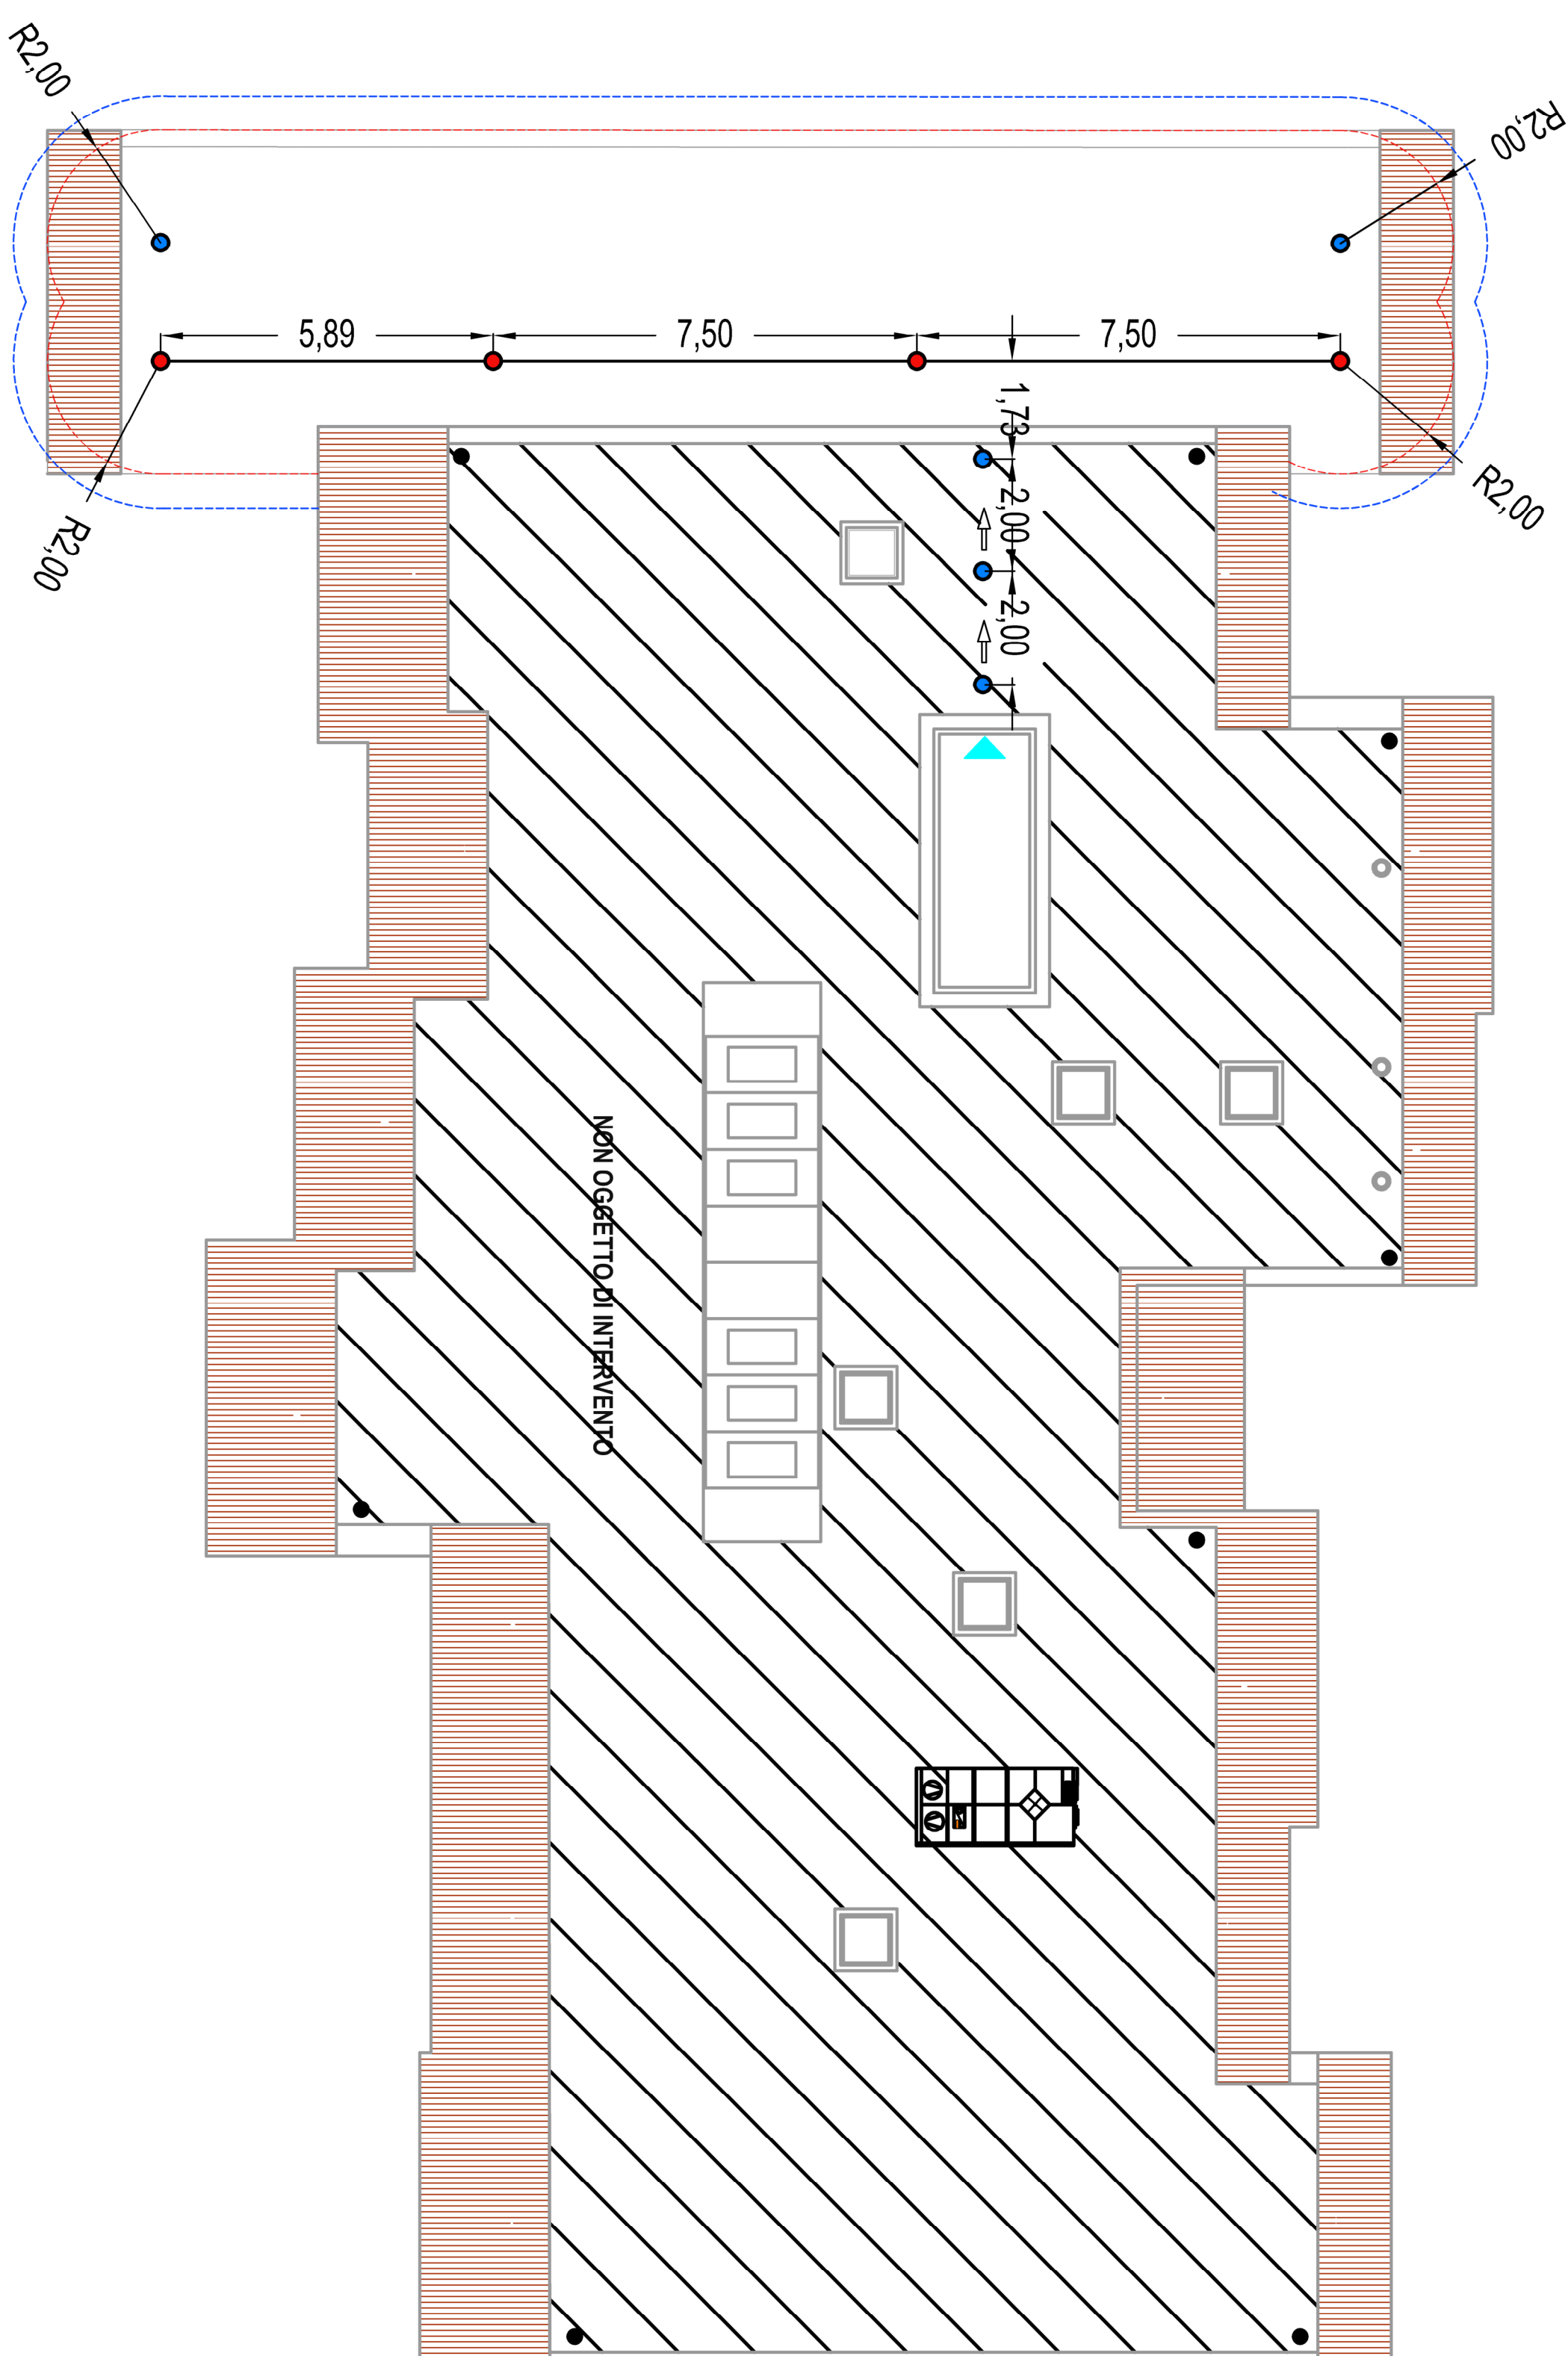 R2,00
R2,00
5,89
7,50
7,50
1,73
2,00
2,00
R2,00
R2,00
NON OGGETTO DI INTERVENTO